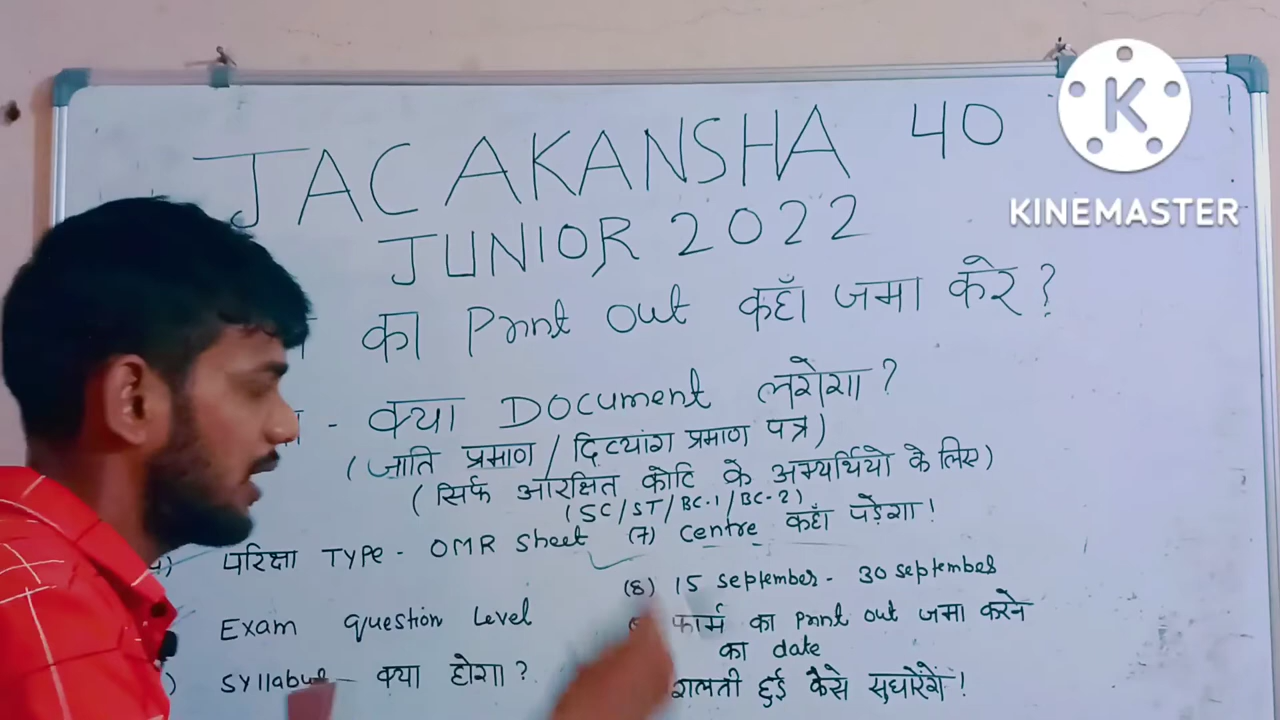 JAC AKANSHA 40
JUNIOR 2022
का Print Out कहाँ जमा करे?
- क्या DOCument लगेगा?
(जाति प्रमाण / दिव्यांग प्रमाण पत्र)
(सिर्फ आरक्षित कोटि के अभ्यर्थियो के लिए)
(SC/ST/BC-1/BC-2)
परिक्षा TYPe - OMR Sheet
Exam question Level
SYllabus - क्या होगा?
(7) Centre कहाँ पड़ेगा!
(8) 15 September - 30 september
फार्म का Print out जमा करने
का date
गलती हुई कैसे सुधारेंगे!
K
KINEMASTER